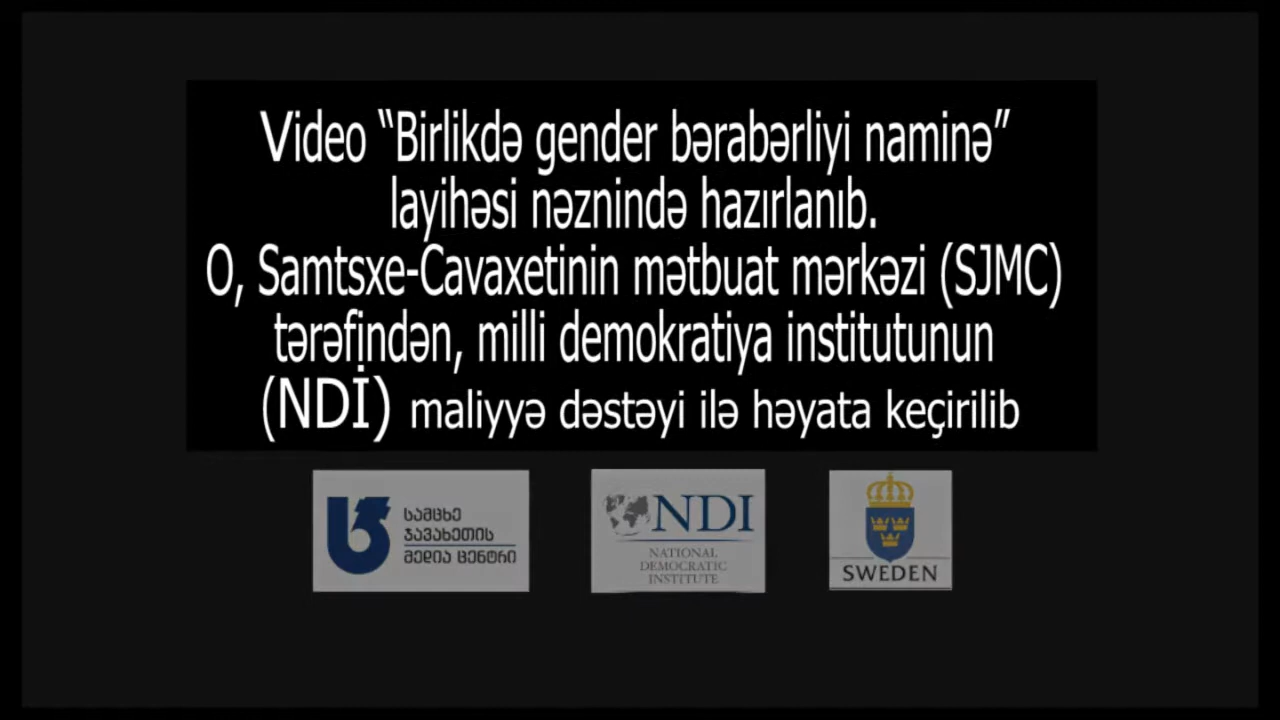 Video “Birlikdə gender bərabərliyi naminə”
layihəsi nəznində hazırlanıb.
O, Samtsxe-Cavaxetinin mətbuat mərkəzi (SJMC)
tərəfindən, milli demokratiya institutunun
(NDİ) maliyyə dəstəyi ilə həyata keçirilib
სამცხე
ჯავახეთის
მედია ცენტრი
NDI
NATIONAL
DEMOCRATIC
INSTITUTE
SWEDEN